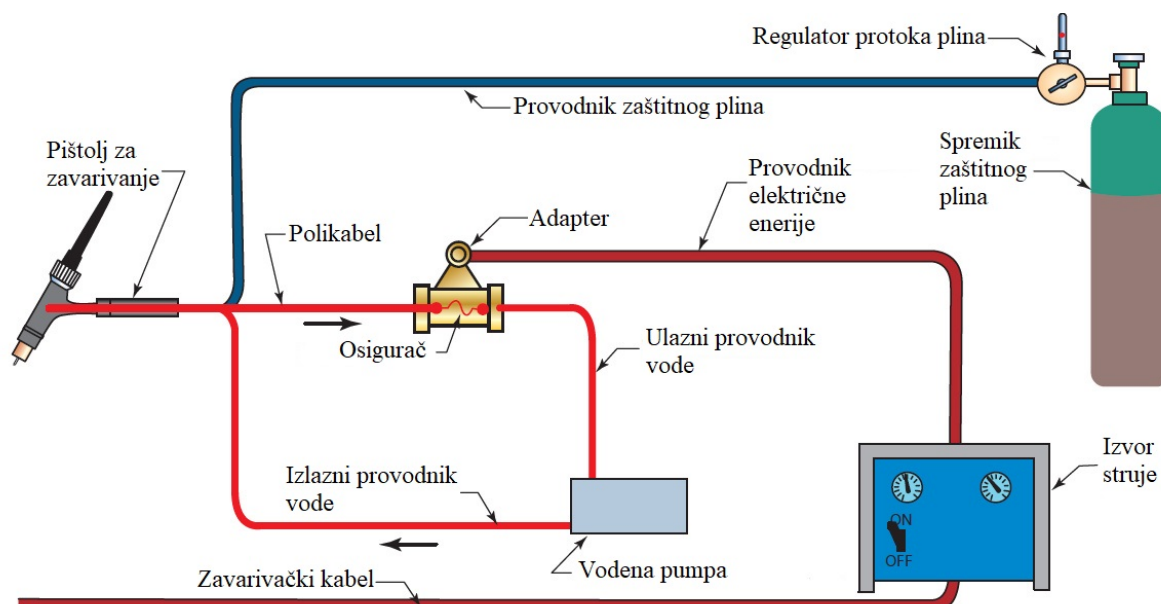 Regulator protoka plina
Provodnik zaštitnog plina
Pištolj za
zavarivanje
Spremik
zaštitnog
plina
Provodnik
električne
enerije
Adapter
Polikabel
Osigurač
Ulazni provodnik
vode
Izlazni provodnik
vode
Izvor
struje
ON
OFF
Vodena pumpa
Zavarivački kabel